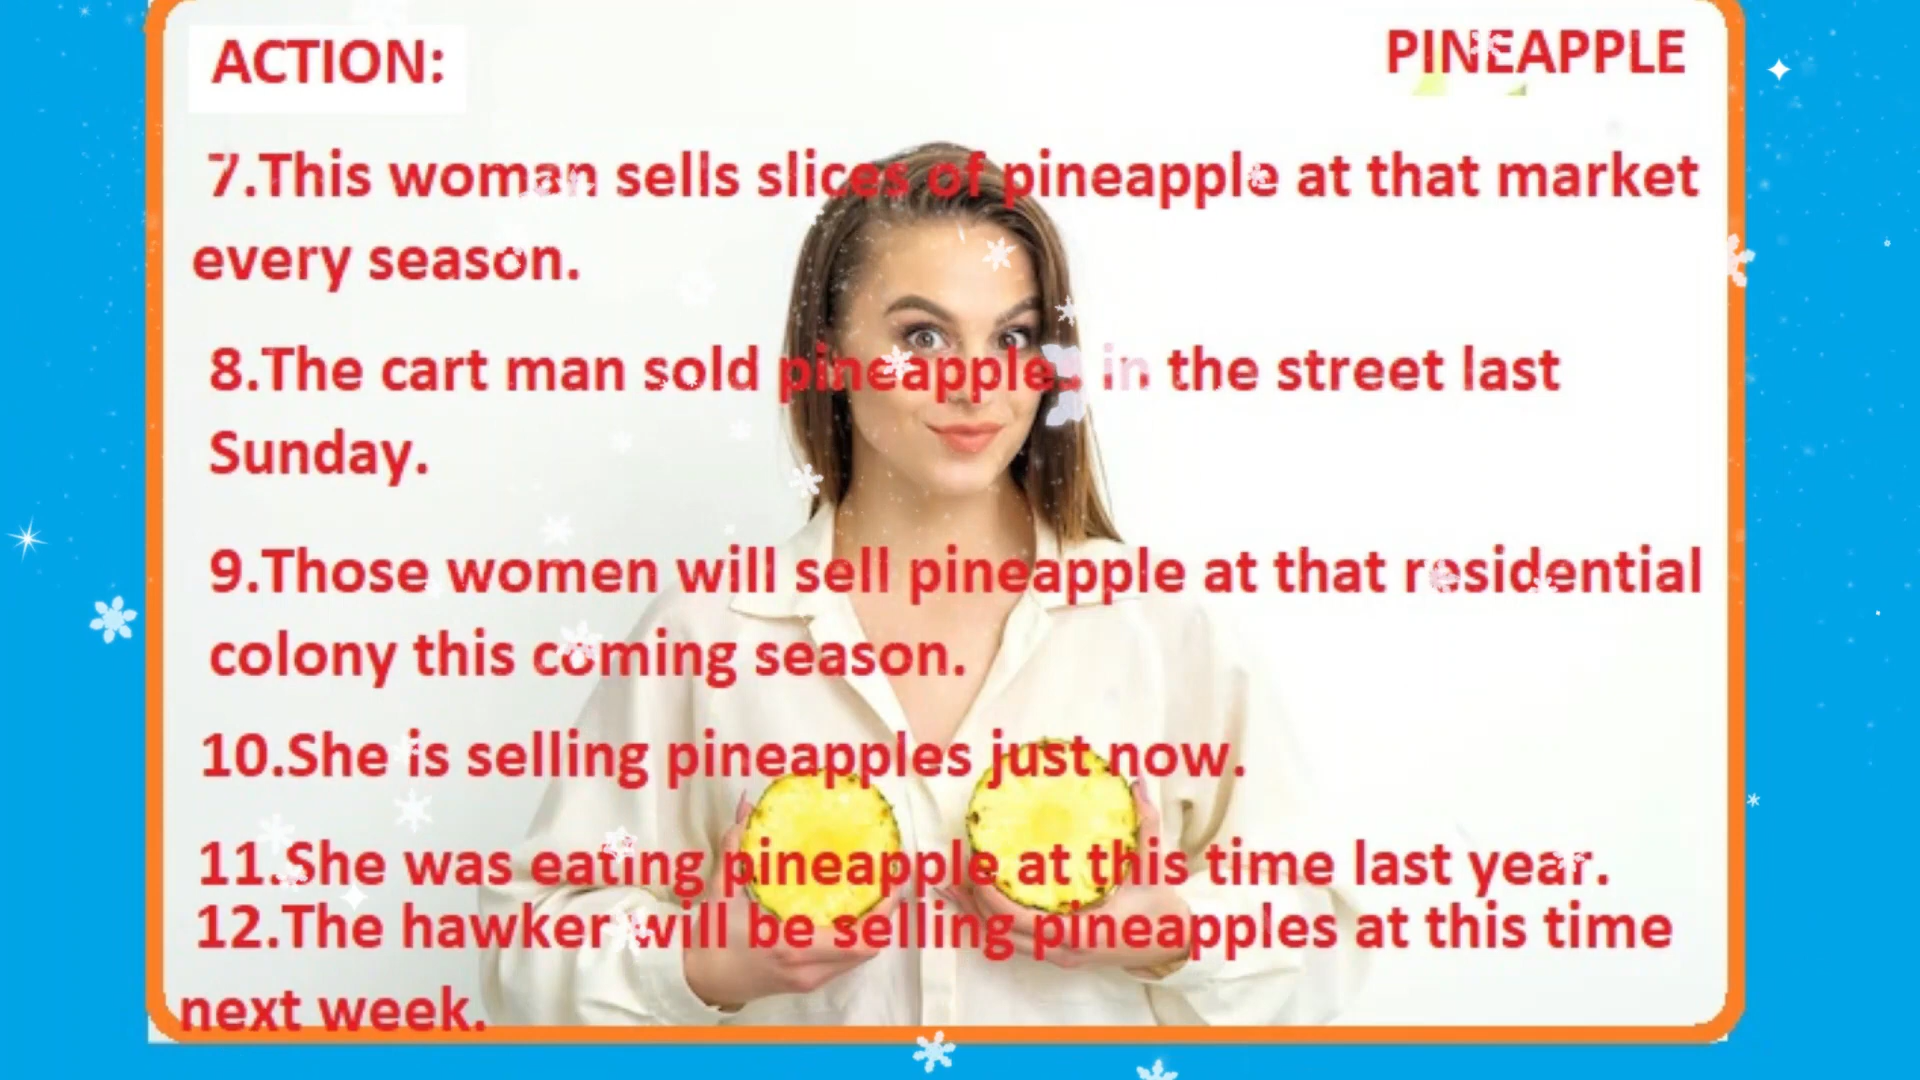 ACTION:
PINEAPPLE
7.This woman sells slices of pineapple at that market
every season.
8.The cart man sold pineapples in the street last
Sunday.
9.Those women will sell pineapple at that residential
colony this coming season.
10.She is selling pineapples just now.
11.She was eating pineapple at this time last year.
12.The hawker will be selling pineapples at this time
next week.